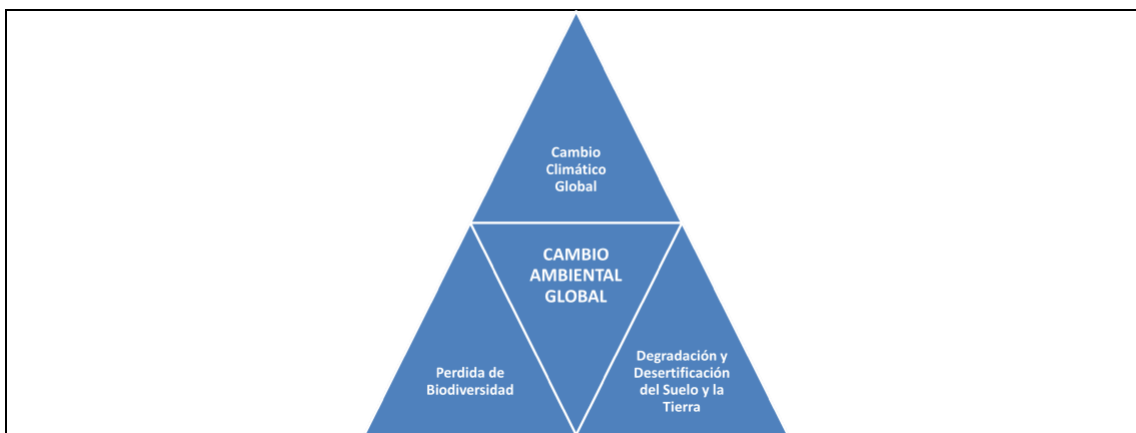 Cambio
Climático
Global
CAMBIO
AMBIENTAL
GLOBAL
Perdida de
Biodiversidad
Degradación y
Desertificación
del Suelo y la
Tierra